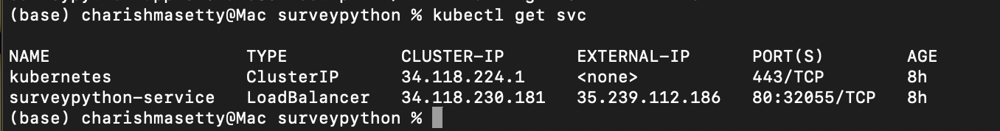 (base) charishmasetty@Mac surveypython % kubectl get svc
NAME TYPE CLUSTER-IP EXTERNAL-IP PORT(S) AGE
kubernetes ClusterIP 34.118.224.1 <none> 443/TCP 8h
surveypython-service LoadBalancer 34.118.230.181 35.239.112.186 80:32055/TCP 8h
(base) charishmasetty@Mac surveypython %